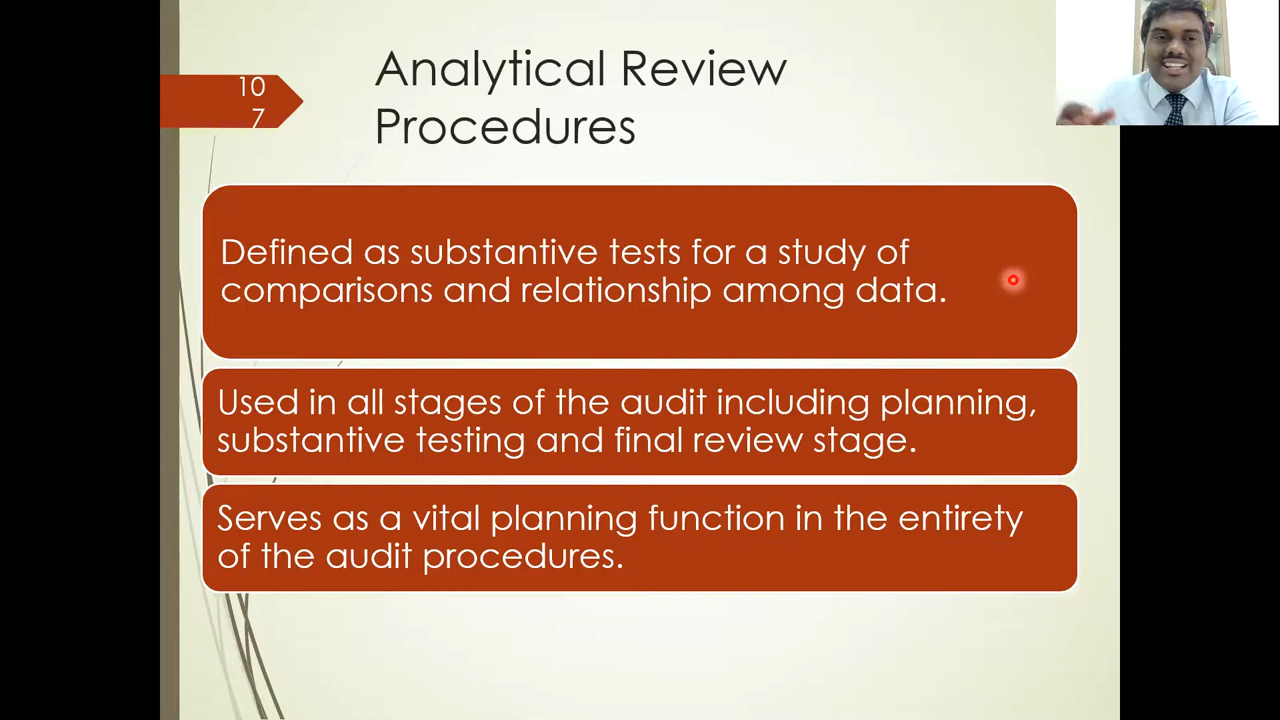 10
7
Analytical Review
Procedures
Defined as substantive tests for a study of
comparisons and relationship among data.
Used in all stages of the audit including planning,
substantive testing and final review stage.
Serves as a vital planning function in the entirety
of the audit procedures.